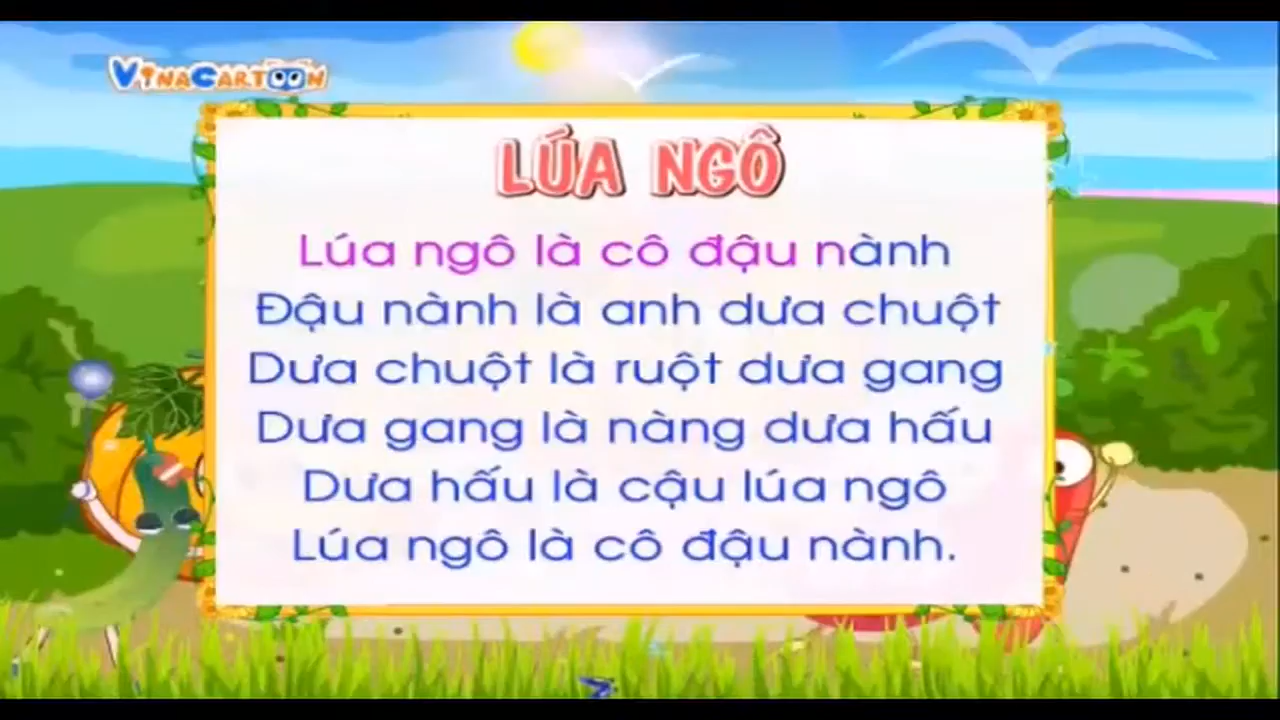 VINACARTOON
LÚA NGÔ
Lúa ngô là cô đậu nành
Đậu nành là anh dưa chuột
Dưa chuột là ruột dưa gang
Dưa gang là nàng dưa hấu
Dưa hấu là cậu lúa ngô
Lúa ngô là cô đậu nành.